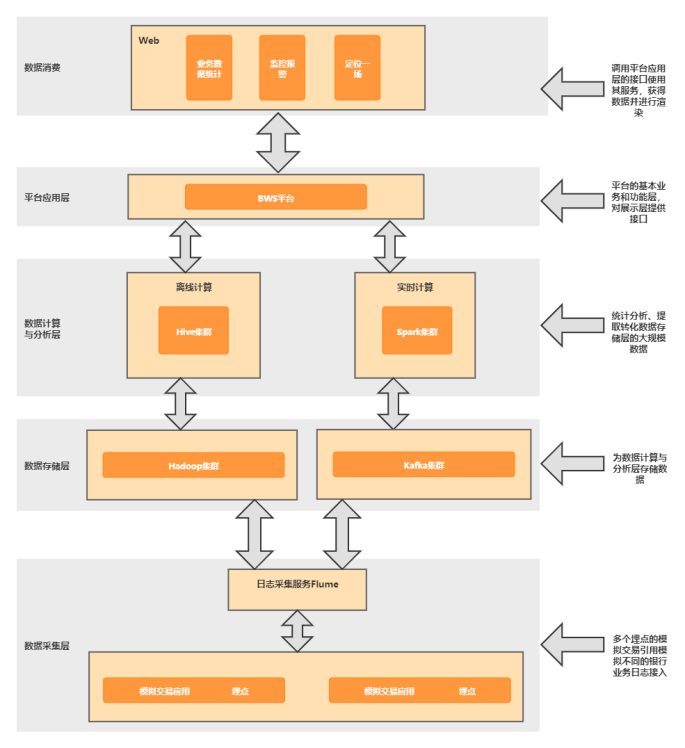 数据消费
Web
业务数
据统计
监控报
警
定位一
场
调用平台应用
层的接口使用
其服务，获得
数据并进行渲
染
平台应用层
BWS平台
平台的基本业
务和功能层，
对展示层提供
接口
数据计算
与分析层
离线计算
Hive集群
实时计算
Spark集群
统计分析、提
取转化数据存
储层的大规模
数据
数据存储层
Hadoop集群
Kafka集群
为数据计算与
分析层存储数
据
数据采集层
日志采集服务Flume
模拟交易应用 埋点
模拟交易应用 埋点
多个埋点的模
拟交易引用模
拟不同的银行
业务日志接入